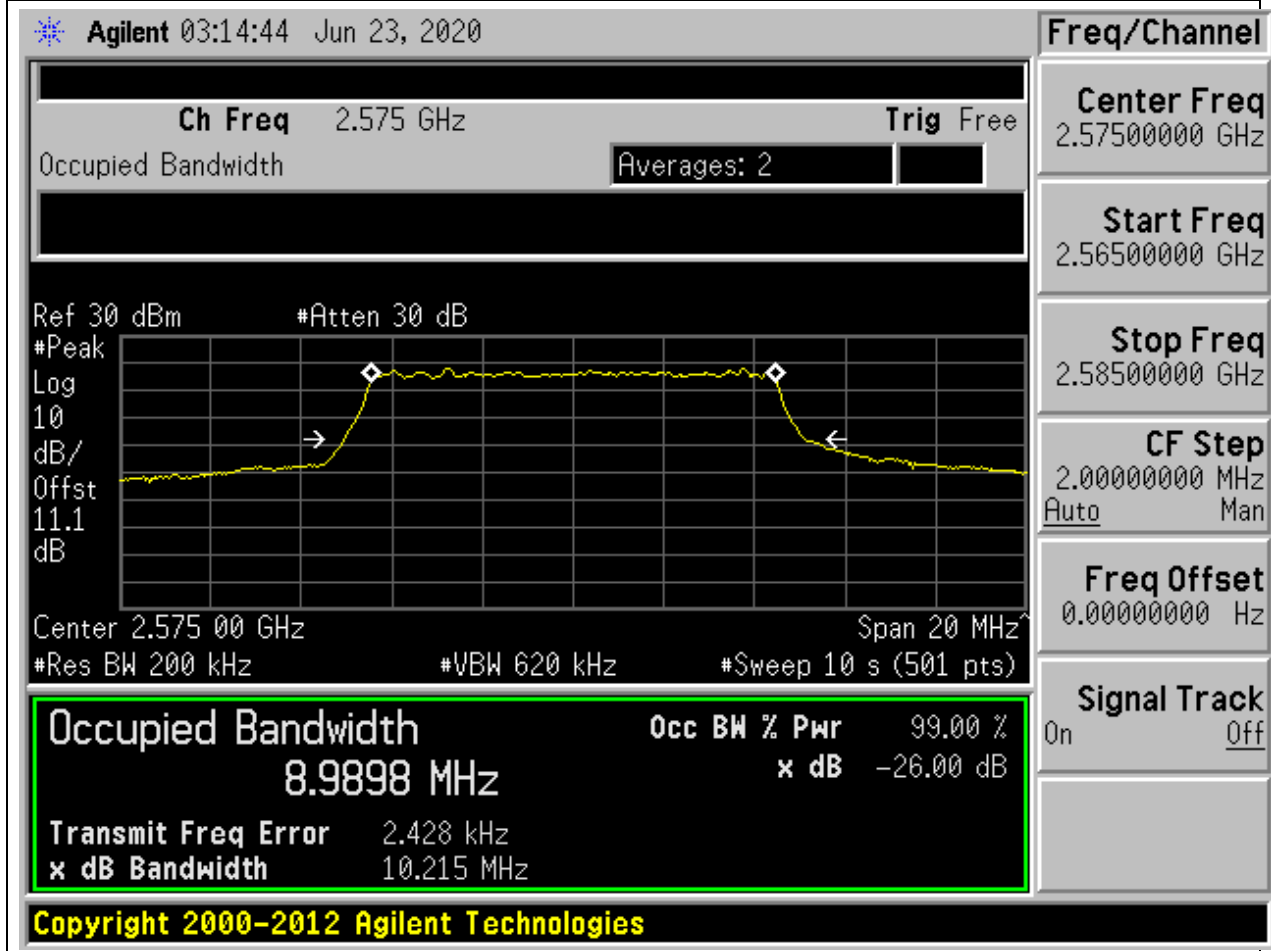 Agilent 03:14:44 Jun 23, 2020
Ch Freq 2.575 GHz Trig Free
Occupied Bandwidth Averages: 2
Ref 30 dBm #Atten 30 dB
#Peak
Log
10
dB/
Offst
11.1
dB
Center 2.575 00 GHz Span 20 MHz^
#Res BW 200 kHz #VBW 620 kHz #Sweep 10 s (501 pts)
Occupied Bandwidth Occ BW % Pwr 99.00 %
8.9898 MHz x dB -26.00 dB
Transmit Freq Error 2.428 kHz
x dB Bandwidth 10.215 MHz
Copyright 2000-2012 Agilent Technologies
Freq/Channel
Center Freq
2.57500000 GHz
Start Freq
2.56500000 GHz
Stop Freq
2.58500000 GHz
CF Step
2.00000000 MHz
Auto Man
Freq Offset
0.00000000 Hz
Signal Track
On Off